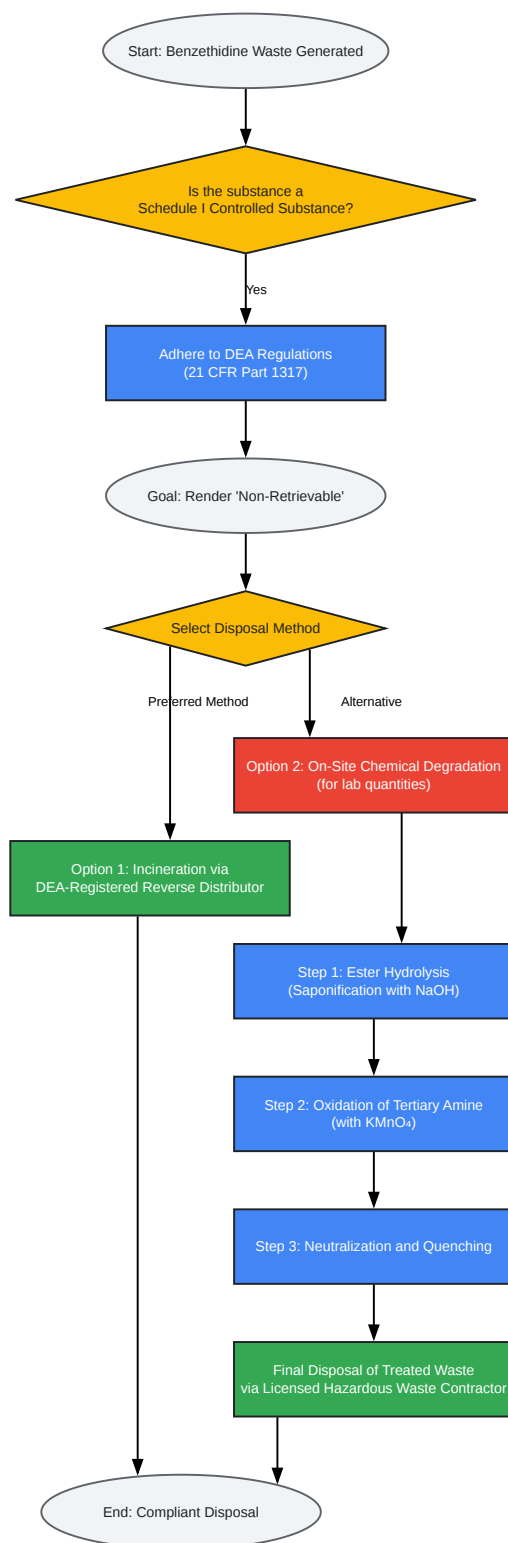 Start: Benzethidine Waste Generated
Is the substance a
Schedule I Controlled Substance?
Yes
Adhere to DEA Regulations
(21 CFR Part 1317)
Goal: Render 'Non-Retrievable'
Select Disposal Method
Preferred Method
Alternative
Option 2: On-Site Chemical Degradation
(for lab quantities)
Option 1: Incineration via
DEA-Registered Reverse Distributor
Step 1: Ester Hydrolysis
(Saponification with NaOH)
Step 2: Oxidation of Tertiary Amine
(with KMnO₄)
Step 3: Neutralization and Quenching
Final Disposal of Treated Waste
via Licensed Hazardous Waste Contractor
End: Compliant Disposal